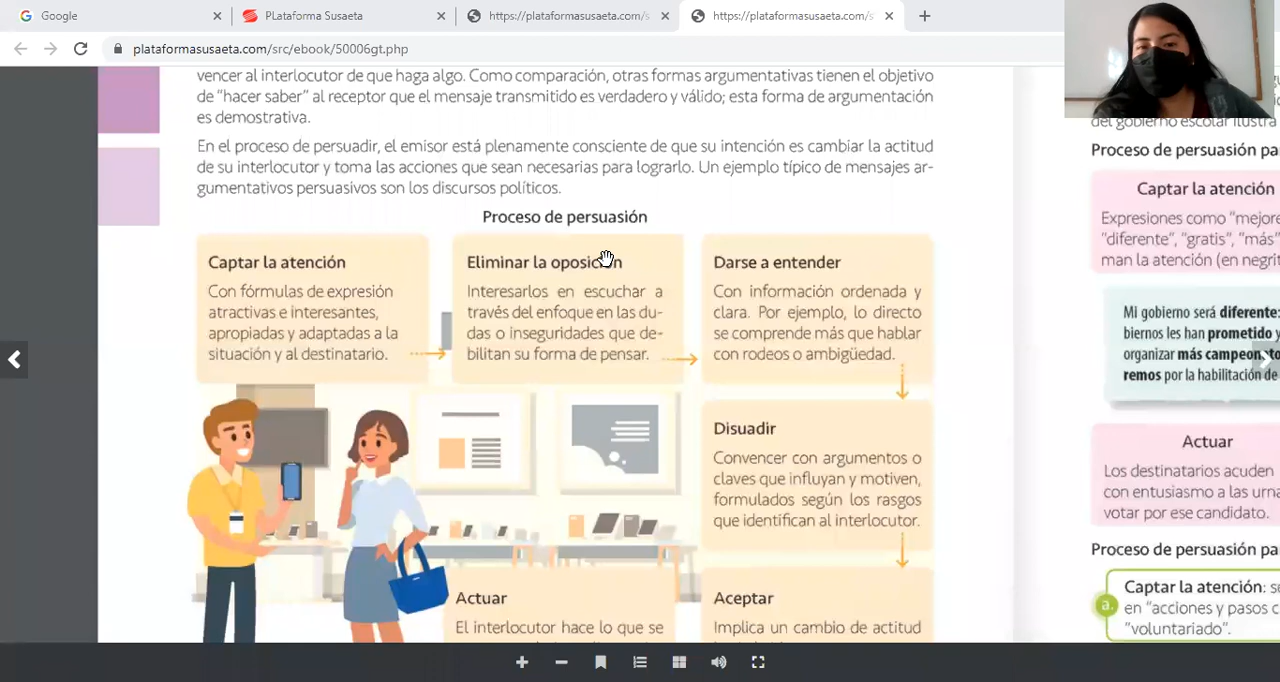 Google
PLataforma Susaeta
https://plataformasusaeta.com/s
https://plataformasusaeta.com/s
plataformasusaeta.com/src/ebook/50006gt.php
vencer al interlocutor de que haga algo. Como comparación, otras formas argumentativas tienen el objetivo
de “hacer saber” al receptor que el mensaje transmitido es verdadero y válido; esta forma de argumentación
es demostrativa.
En el proceso de persuadir, el emisor está plenamente consciente de que su intención es cambiar la actitud
de su interlocutor y toma las acciones que sean necesarias para lograrlo. Un ejemplo típico de mensajes ar-
gumentativos persuasivos son los discursos políticos.
Proceso de persuasión
Captar la atención
Con fórmulas de expresión
atractivas e interesantes,
apropiadas y adaptadas a la
situación y al destinatario.
Eliminar la oposición
Interesarlos en escuchar a
través del enfoque en las du-
das o inseguridades que de-
bilitan su forma de pensar.
Darse a entender
Con información ordenada y
clara. Por ejemplo, lo directo
se comprende más que hablar
con rodeos o ambigüedad.
Disuadir
Convencer con argumentos o
claves que influyan y motiven,
formulados según los rasgos
que identifican al interlocutor.
Actuar
El interlocutor hace lo que se
Aceptar
Implica un cambio de actitud
del gobierno escolar ilustra
Proceso de persuasión pa
Captar la atención
Expresiones como “mejore
“diferente”, “gratis”, “más”
man la atención (en negrit
Mi gobierno será diferente:
biernos les han prometido y
organizar más campeonato
remos por la habilitación de
Actuar
Los destinatarios acuden
con entusiasmo a las urna
votar por ese candidato.
Proceso de persuasión pa
a.
Captar la atención: se
en “acciones y pasos c
“voluntariado”.